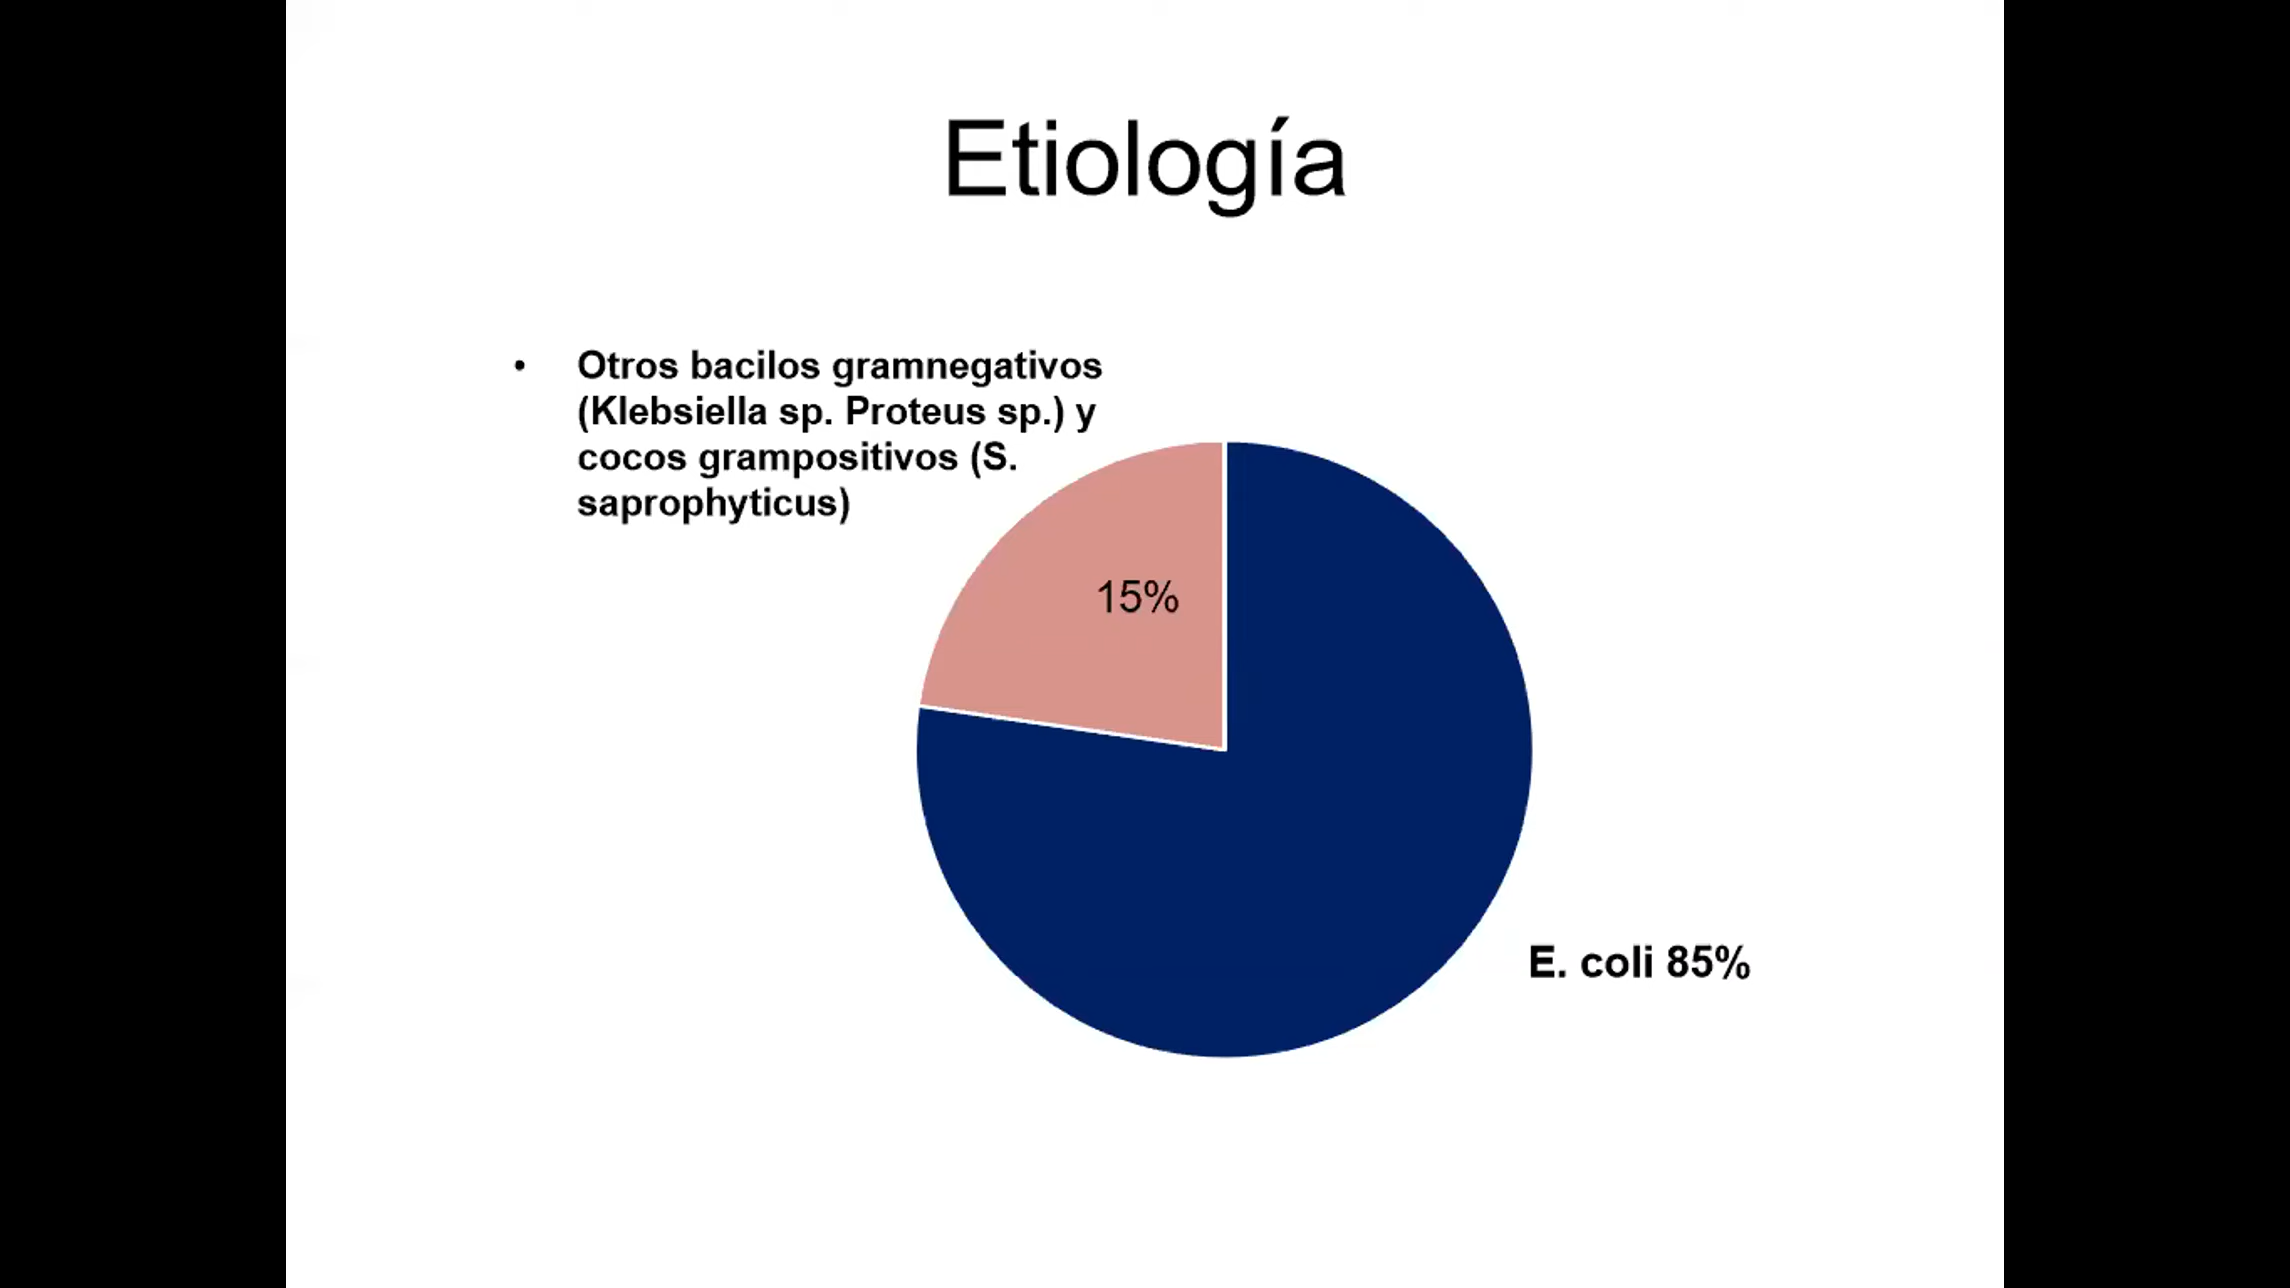 Etiología
• Otros bacilos gramnegativos
(Klebsiella sp. Proteus sp.) y
cocos grampositivos (S.
saprophyticus)
15%
E. coli 85%